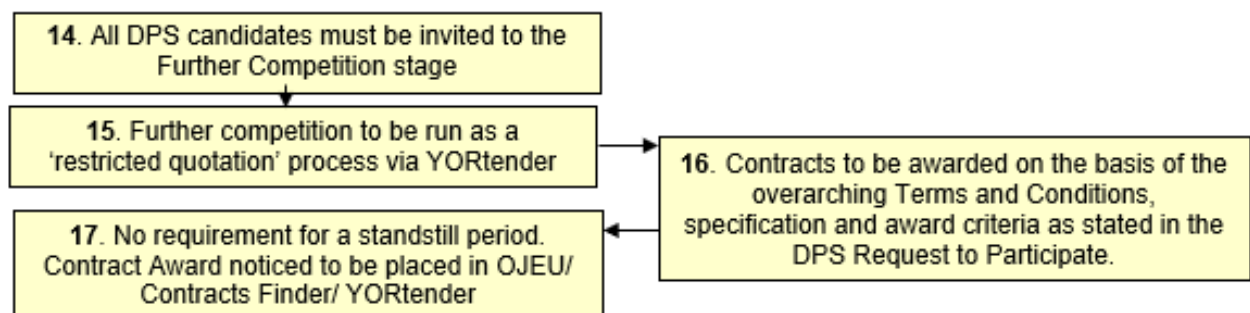 14. All DPS candidates must be invited to the
Further Competition stage
15. Further competition to be run as a
‘restricted quotation’ process via YORtender
16. Contracts to be awarded on the basis of the
overarching Terms and Conditions,
specification and award criteria as stated in the
DPS Request to Participate.
17. No requirement for a standstill period.
Contract Award noticed to be placed in OJEU/
Contracts Finder/ YORtender